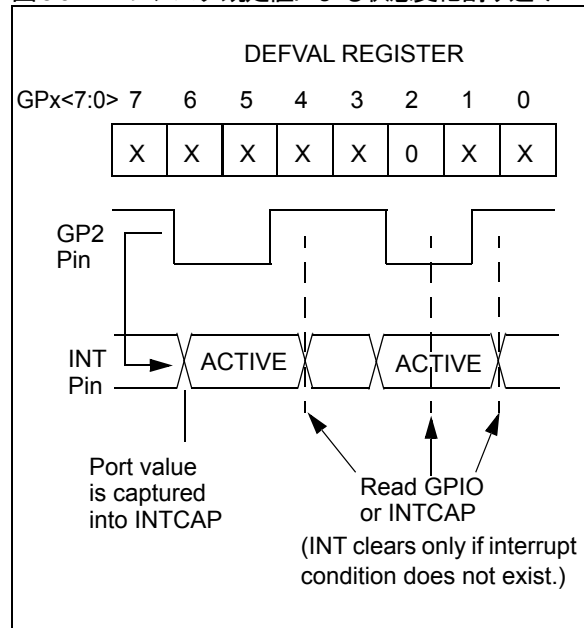 DEFVAL REGISTER
GPx<7:0> 7 6 5 4 3 2 1 0
X X X X X 0 X X
GP2
Pin
INT
Pin
ACTIVE
ACTIVE
Port value
is captured
into INTCAP
Read GPIO
or INTCAP
(INT clears only if interrupt
condition does not exist.)